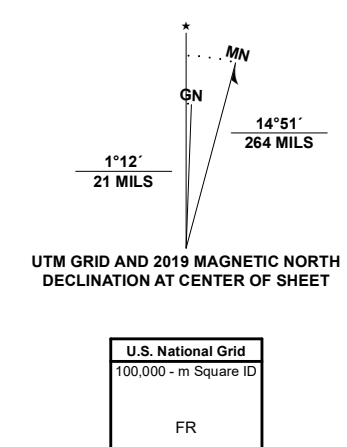 ★
MN
GN
14°51´
264 MILS
1°12´
21 MILS
UTM GRID AND 2019 MAGNETIC NORTH
DECLINATION AT CENTER OF SHEET
U.S. National Grid
100,000 - m Square ID
FR